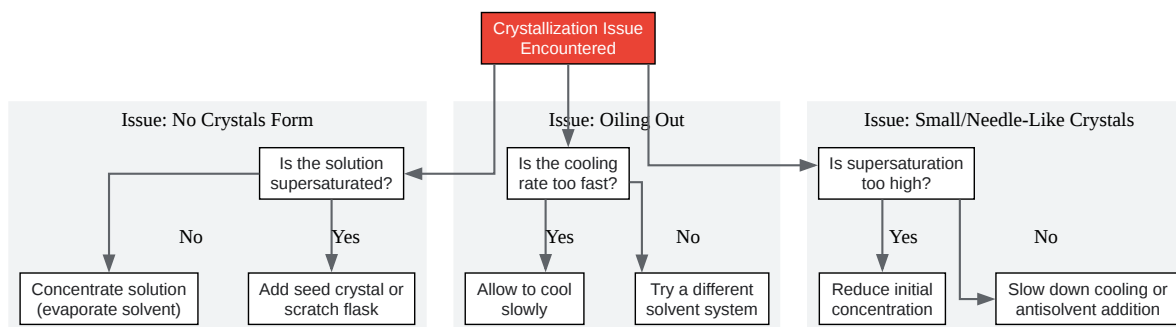 Crystallization Issue
Encountered
Issue: No Crystals Form
Issue: Oiling Out
Issue: Small/Needle-Like Crystals
Is the solution
supersaturated?
Is the cooling
rate too fast?
Is supersaturation
too high?
No
Yes
Yes
No
Yes
No
Concentrate solution
(evaporate solvent)
Add seed crystal or
scratch flask
Allow to cool
slowly
Try a different
solvent system
Reduce initial
concentration
Slow down cooling or
antisolvent addition